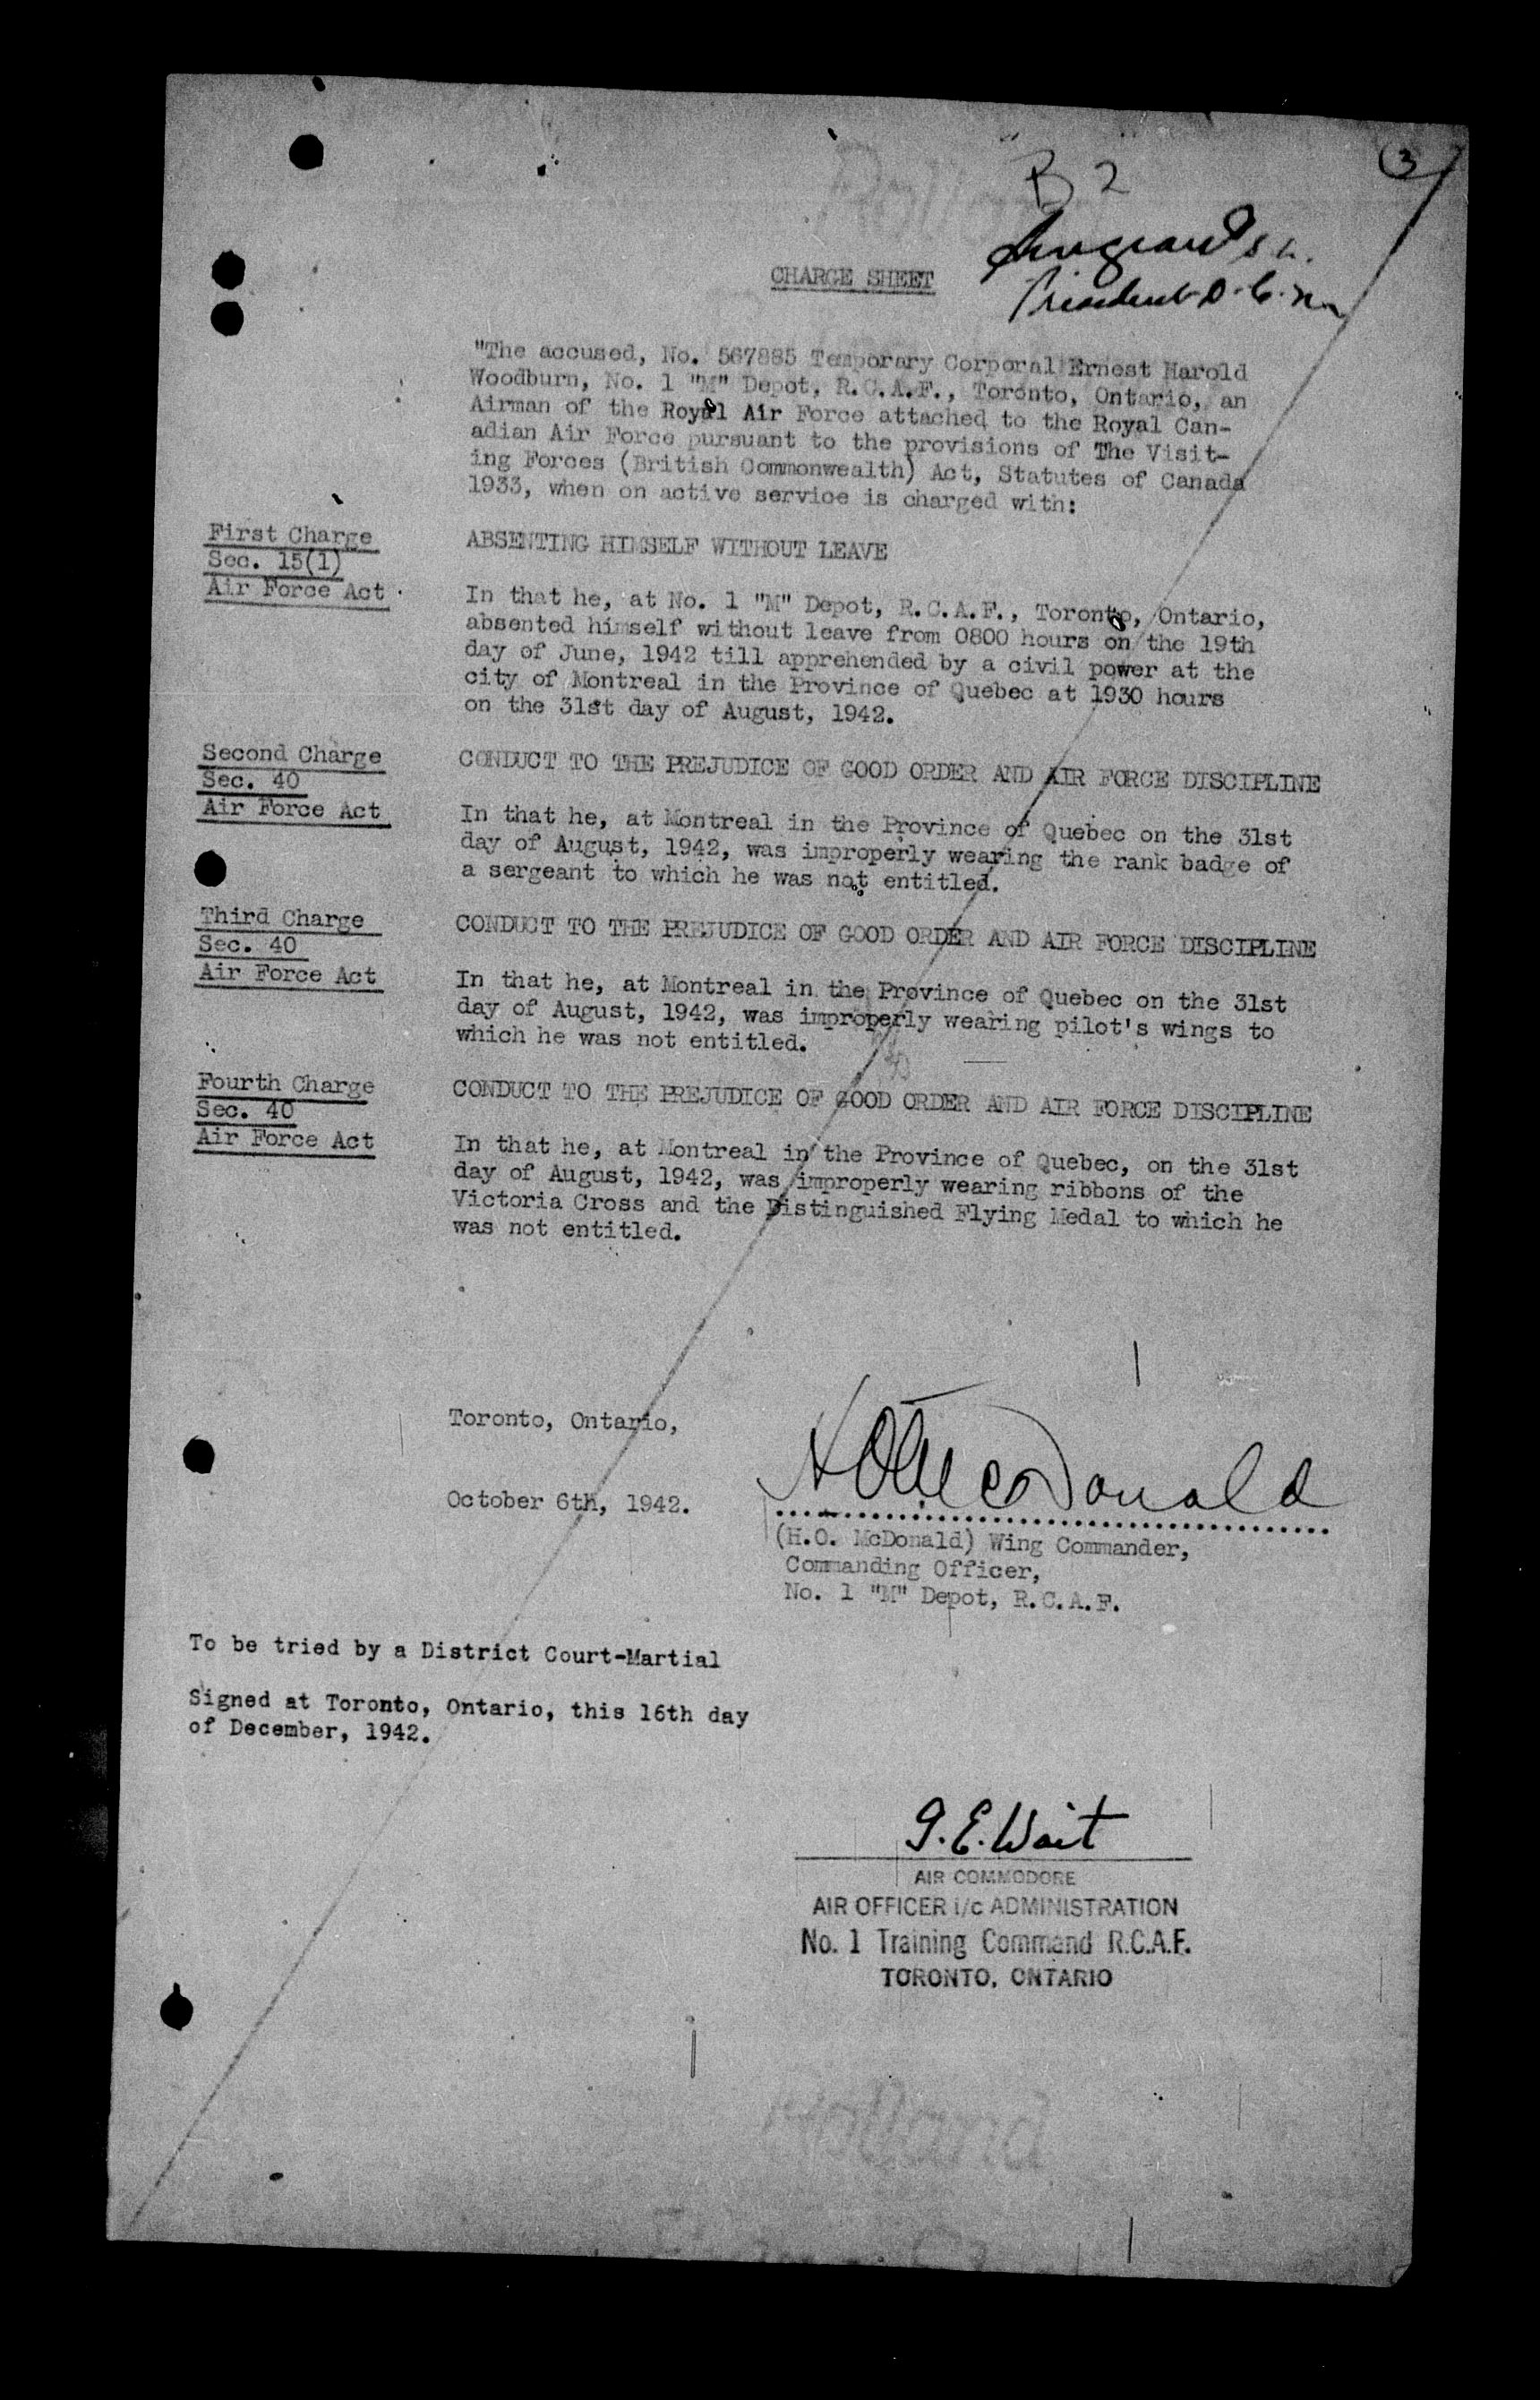 3
B 2
CHARGE SHEET
President D.C.M
"The accused, No. 567885 Temporary Corporal Ernest Harold
Woodburn, No. 1 "M" Depot, R.C.A.F., Toronto, Ontario, an
Airman of the Royal Air Force attached to the Royal Can-
adian Air Force pursuant to the provisions of The Visit-
ing Forces (British Commonwealth) Act, Statutes of Canada
1933, when on active service is charged with:
First Charge
Sec. 15(1)
Air Force Act
ABSENTING HIMSELF WITHOUT LEAVE
In that he, at No. 1 "M" Depot, R.C.A.F., Toronto, Ontario,
absented himself without leave from 0800 hours on the 19th
day of June, 1942 till apprehended by a civil power at the
city of Montreal in the Province of Quebec at 1930 hours
on the 31st day of August, 1942.
Second Charge
Sec. 40
Air Force Act
CONDUCT TO THE PREJUDICE OF GOOD ORDER AND AIR FORCE DISCIPLINE
In that he, at Montreal in the Province of Quebec on the 31st
day of August, 1942, was improperly wearing the rank badge of
a sergeant to which he was not entitled.
Third Charge
Sec. 40
Air Force Act
CONDUCT TO THE PREJUDICE OF GOOD ORDER AND AIR FORCE DISCIPLINE
In that he, at Montreal in the Province of Quebec on the 31st
day of August, 1942, was improperly wearing pilot's wings to
which he was not entitled.
Fourth Charge
Sec. 40
Air Force Act
CONDUCT TO THE PREJUDICE OF GOOD ORDER AND AIR FORCE DISCIPLINE
In that he, at Montreal in the Province of Quebec, on the 31st
day of August, 1942, was improperly wearing ribbons of the
Victoria Cross and the Distinguished Flying Medal to which he
was not entitled.
Toronto, Ontario,
October 6th, 1942.
H O McDonald
(H.O. McDonald) Wing Commander,
Commanding Officer,
No. 1 "M" Depot, R.C.A.F.
To be tried by a District Court-Martial
Signed at Toronto, Ontario, this 16th day
of December, 1942.
G.E. Wait
AIR COMMODORE
AIR OFFICER i/c ADMINISTRATION
No. 1 Training Command R.C.A.F.
TORONTO, ONTARIO
Holland